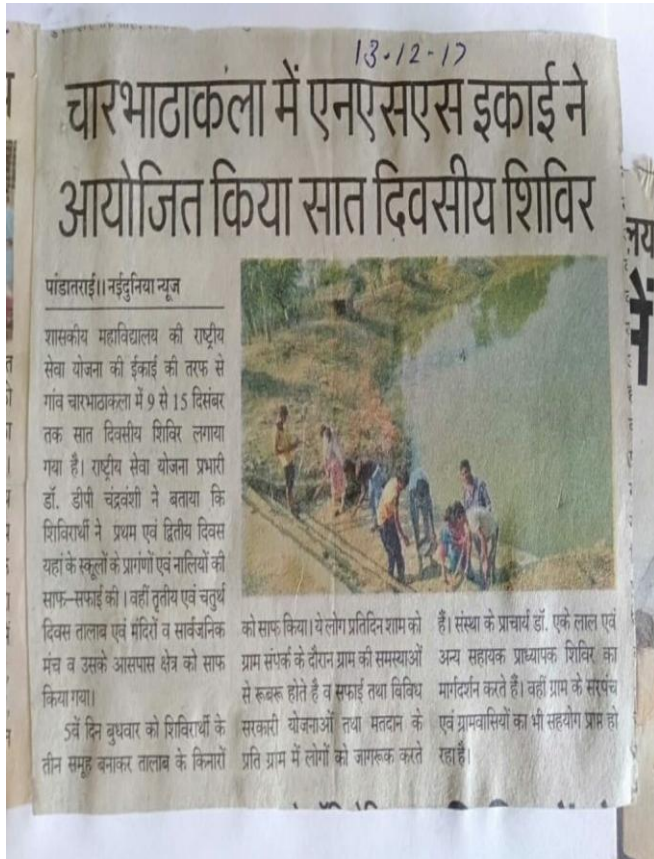 13-12-17
चारभाठाकंला में एनएसएस इकाई ने
आयोजित किया सात दिवसीय शिविर
पांडातराई।। नईदुनिया न्यूज
शासकीय महाविद्यालय की राष्ट्रीय
सेवा योजना की ईकाई की तरफ से
गांव चारभाठाकला में 9 से 15 दिसंबर
तक सात दिवसीय शिविर लगाया
गया है। राष्ट्रीय सेवा योजना प्रभारी
डॉ. डीपी चंद्रवंशी ने बताया कि
शिविरार्थी ने प्रथम एवं द्वितीय दिवस
यहां के स्कूलों के प्रागंणों एवं नालियों की
साफ-सफाई की। वहीं तृतीय एवं चतुर्थ
दिवस तालाब एवं मंदिरों व सार्वजनिक
मंच व उसके आसपास क्षेत्र को साफ
किया गया।
5वें दिन बुधवार को शिविरार्थी के
तीन समूह बनाकर तालाब के किनारों
को साफ किया। ये लोग प्रतिदिन शाम को
ग्राम संपर्क के दौरान ग्राम की समस्याओं
से रूबरू होते है व सफाई तथा विविध
सरकारी योजनाओं तथा मतदान के
प्रति ग्राम में लोगों को जागरूक करते
हैं। संस्था के प्राचार्य डॉ. एके लाल एवं
अन्य सहायक प्राध्यापक शिविर का
मार्गदर्शन करते हैं। वहीं ग्राम के सरपंच
एवं ग्रामवासियों का भी सहयोग प्राप्त हो
रहा है।
लय
में